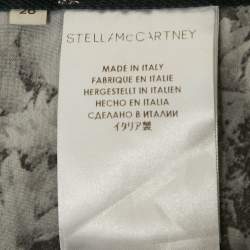 26
STELLA McCARTNEY
MADE IN ITALY
FABRIQUE EN ITALIE
HERGESTELLT IN ITALIEN
HECHO EN ITALIA
СДЕЛАНО В ИТАЛИИ
イタリア製